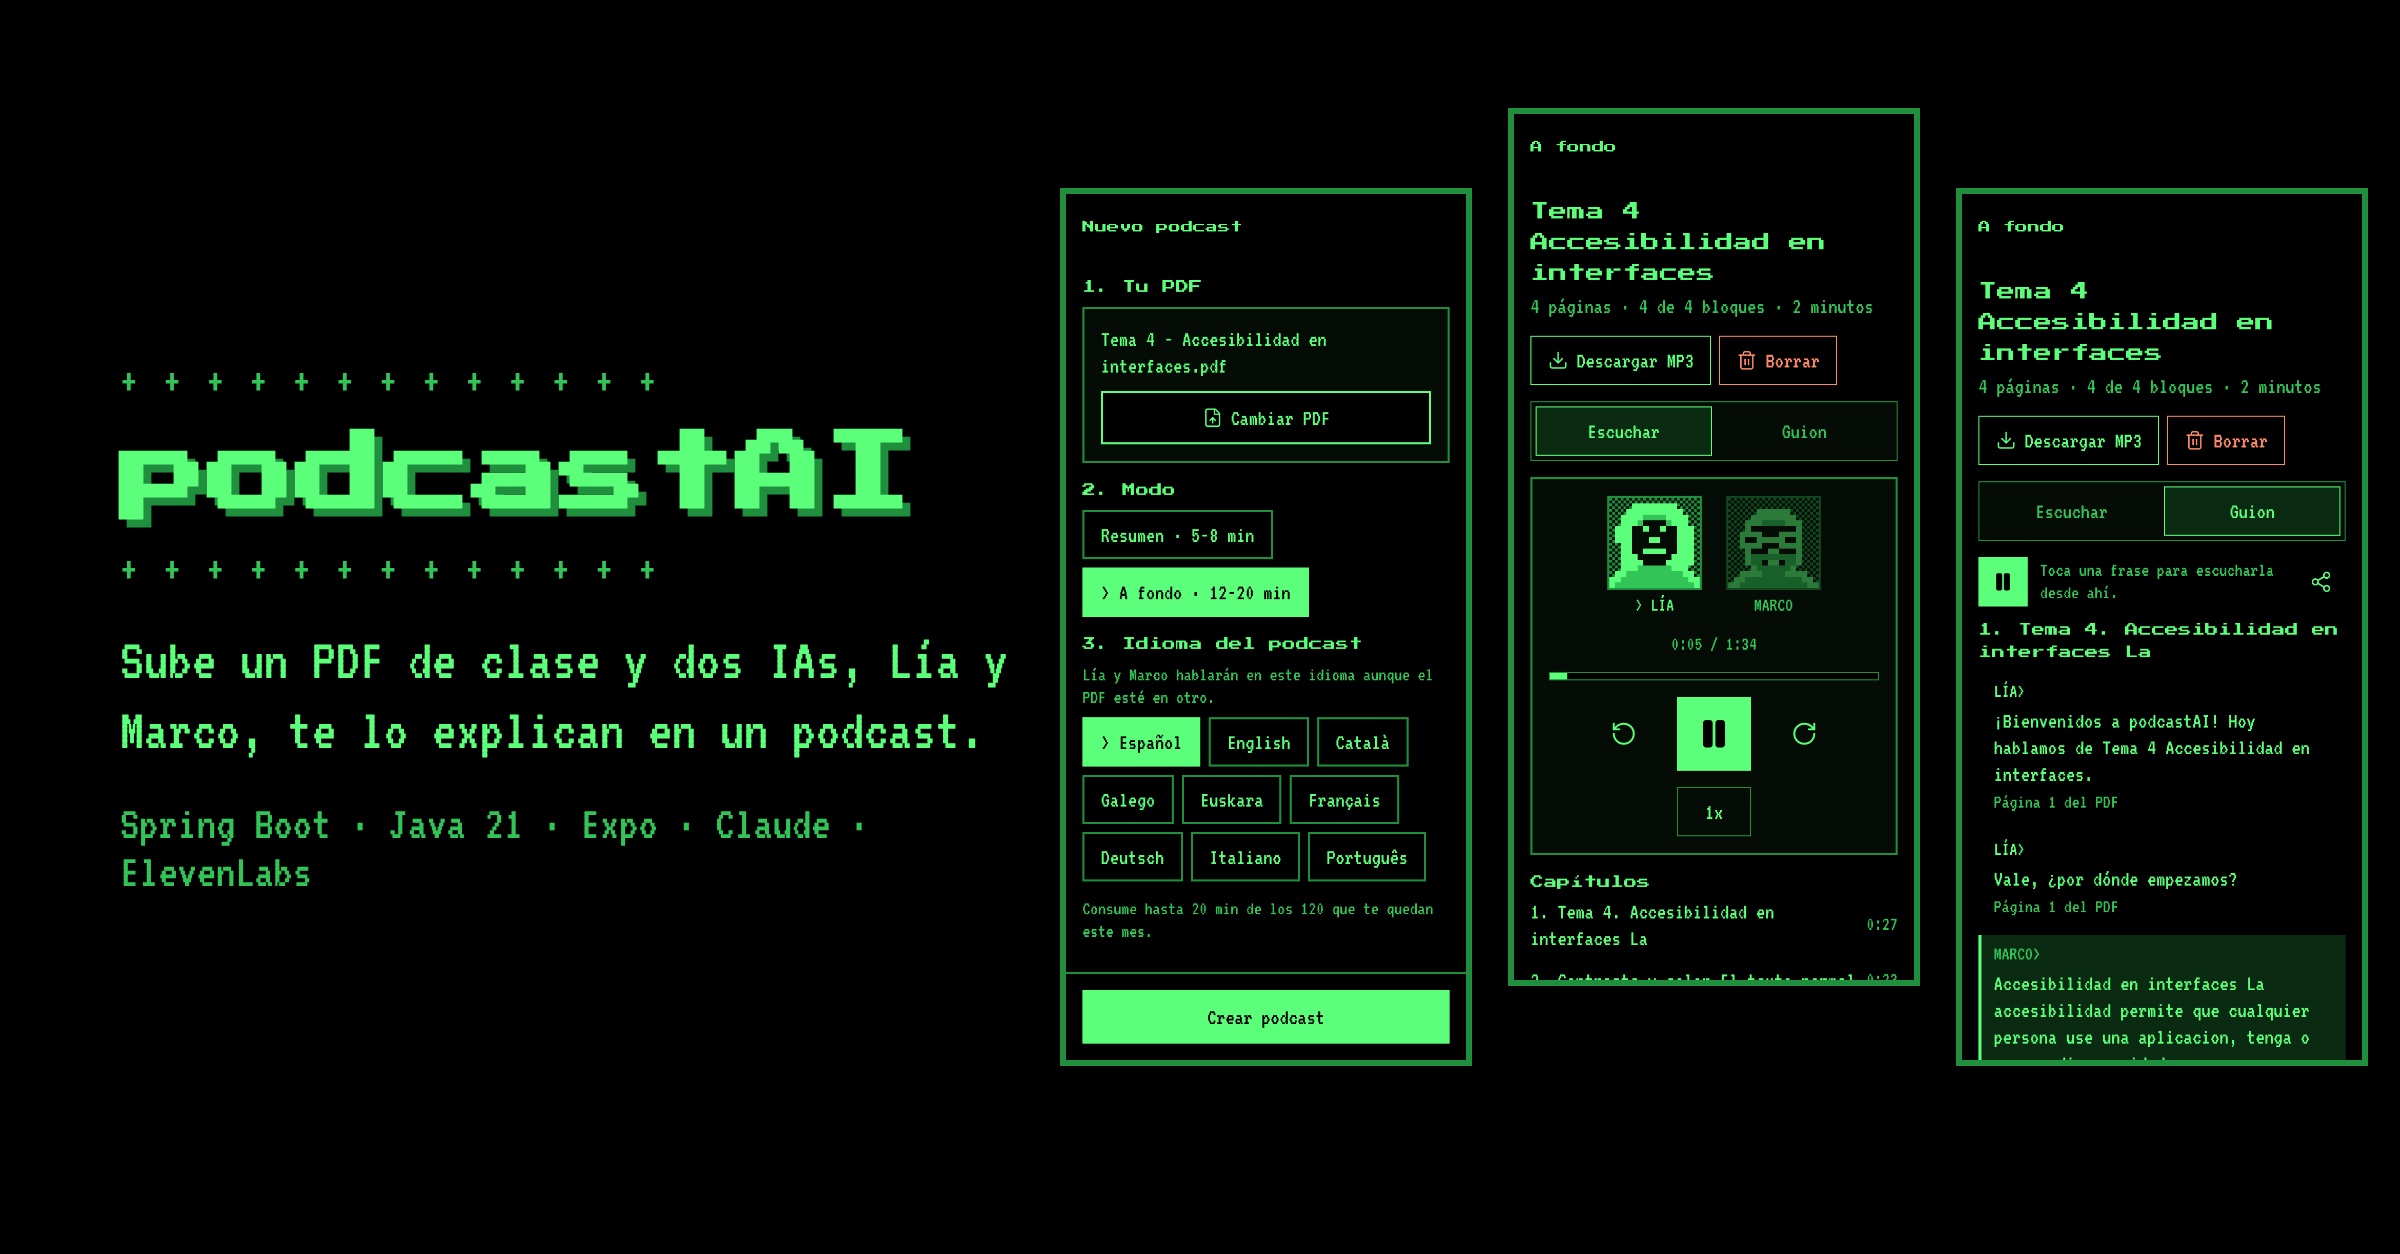 + + + + + + + + + + + + +
podcastAI
+ + + + + + + + + + + + +
Sube un PDF de clase y dos IAs, Lía y
Marco, te lo explican en un podcast.
Spring Boot · Java 21 · Expo · Claude ·
ElevenLabs
Nuevo podcast
1. Tu PDF
Tema 4 - Accesibilidad en
interfaces.pdf
Cambiar PDF
2. Modo
Resumen · 5-8 min
> A fondo · 12-20 min
3. Idioma del podcast
Lía y Marco hablarán en este idioma aunque el
PDF esté en otro.
> Español
English
Català
Galego
Euskara
Français
Deutsch
Italiano
Português
Consume hasta 20 min de los 120 que te quedan
este mes.
Crear podcast
A fondo
Tema 4
Accesibilidad en
interfaces
4 páginas · 4 de 4 bloques · 2 minutos
Descargar MP3
Borrar
Escuchar
Guion
> LÍA
MARCO
0:05 / 1:34
1x
Capítulos
1. Tema 4. Accesibilidad en
interfaces La
0:27
2. Contraste y color El texto normal 0:23
A fondo
Tema 4
Accesibilidad en
interfaces
4 páginas · 4 de 4 bloques · 2 minutos
Descargar MP3
Borrar
Escuchar
Guion
Toca una frase para escucharla
desde ahí.
1. Tema 4. Accesibilidad en
interfaces La
LÍA>
¡Bienvenidos a podcastAI! Hoy
hablamos de Tema 4 Accesibilidad en
interfaces.
Página 1 del PDF
LÍA>
Vale, ¿por dónde empezamos?
Página 1 del PDF
MARCO>
Accesibilidad en interfaces La
accesibilidad permite que cualquier
persona use una aplicacion, tenga o